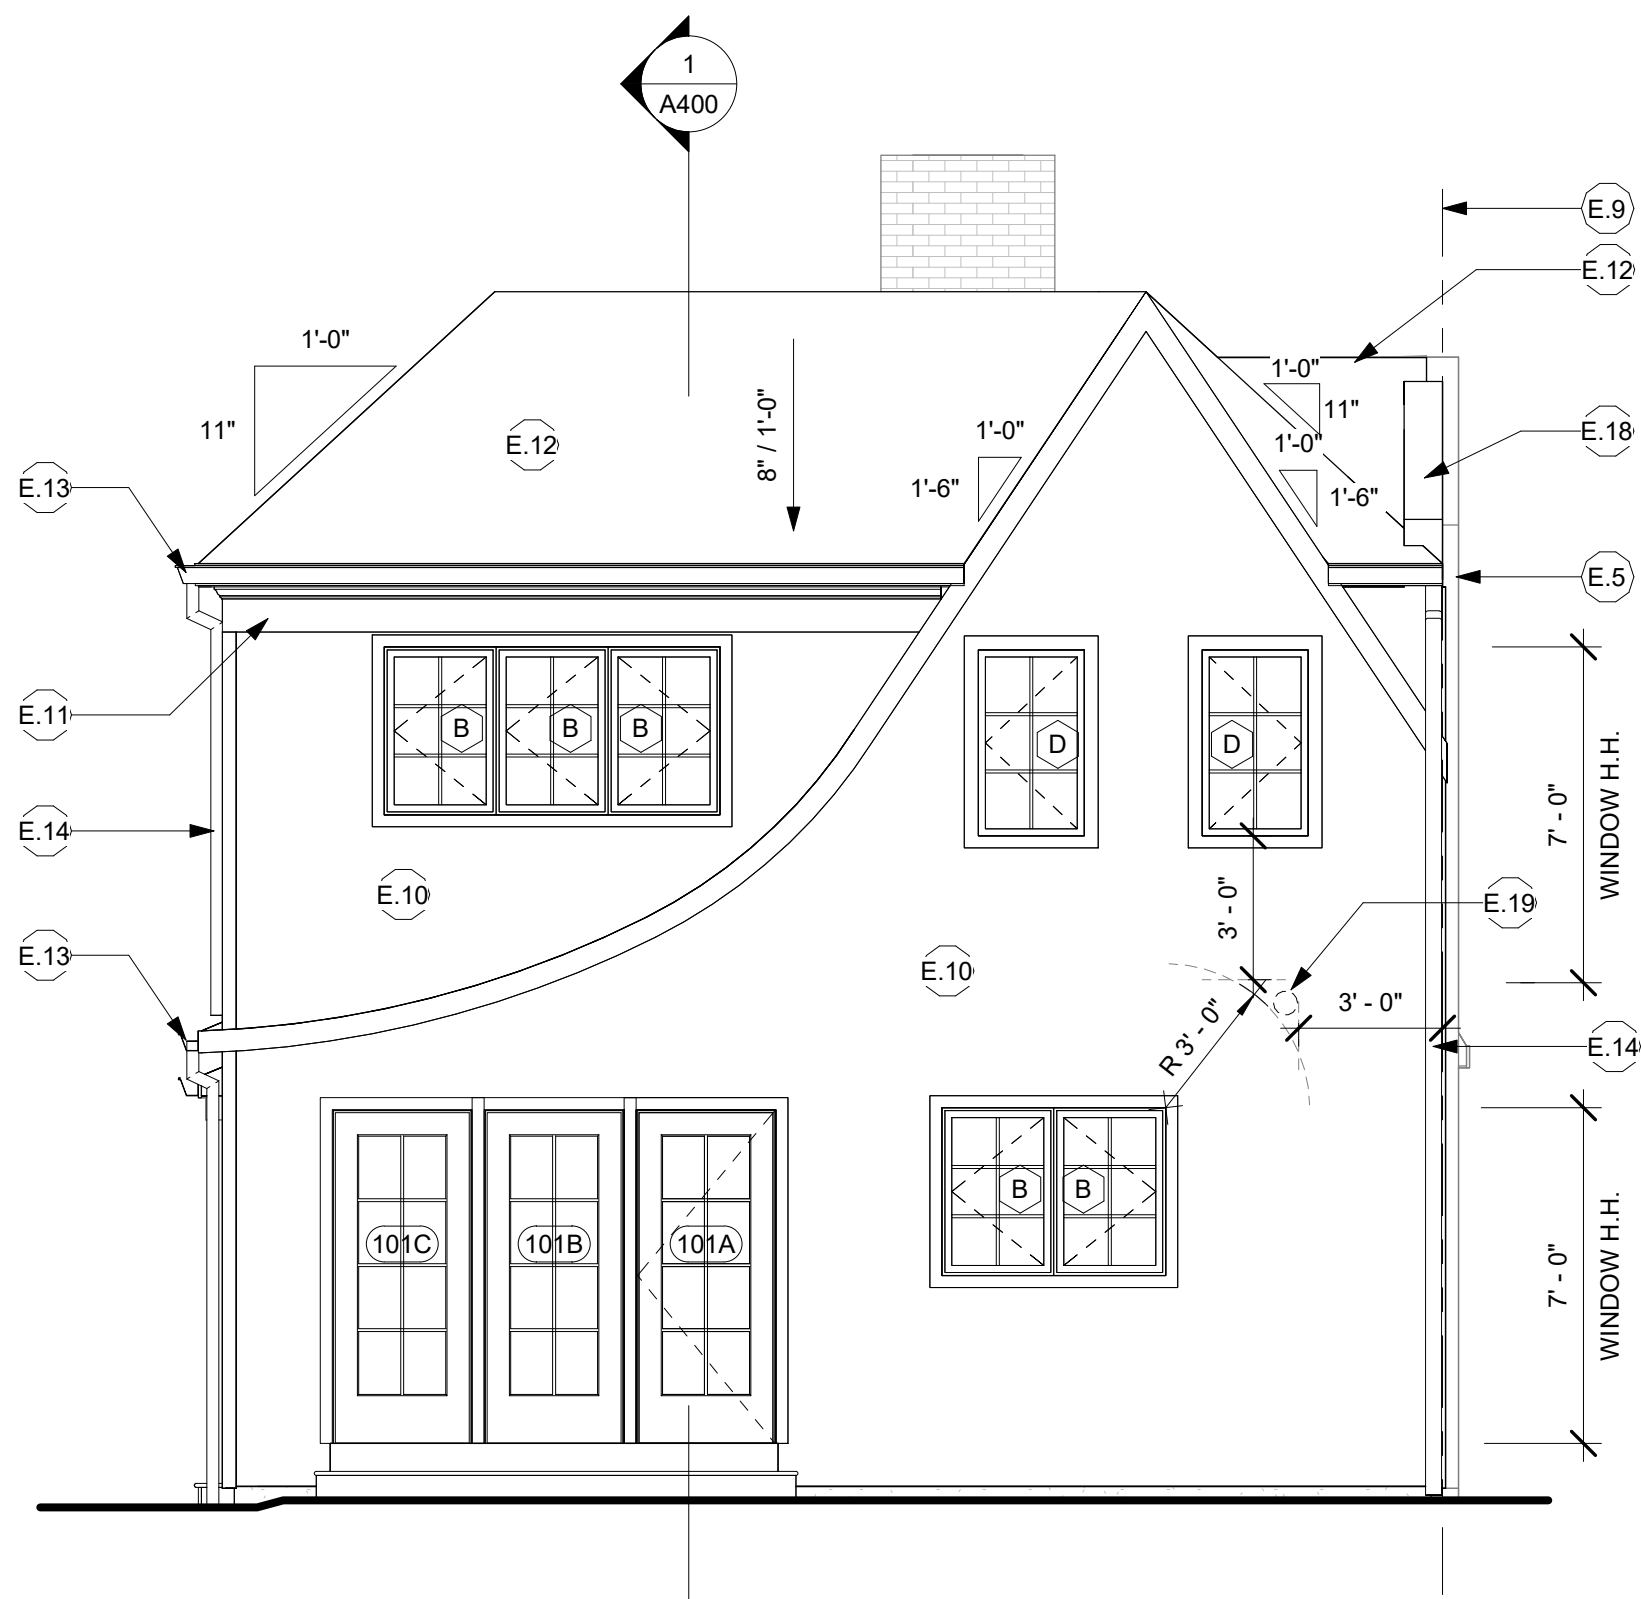 1
A400
E.9
E.12
1'-0"
1'-0"
11"
11"
8" / 1'-0"
1'-0"
1'-0"
E.12
E.18
1'-6"
1'-6"
E.13
E.5
E.11
B
B
B
D
D
7' - 0"
WINDOW H.H.
E.14
E.10
3' - 0"
E.19
E.13
E.10
3' - 0"
R 3' - 0"
E.14
B
B
101C
101B
101A
7' - 0"
WINDOW H.H.